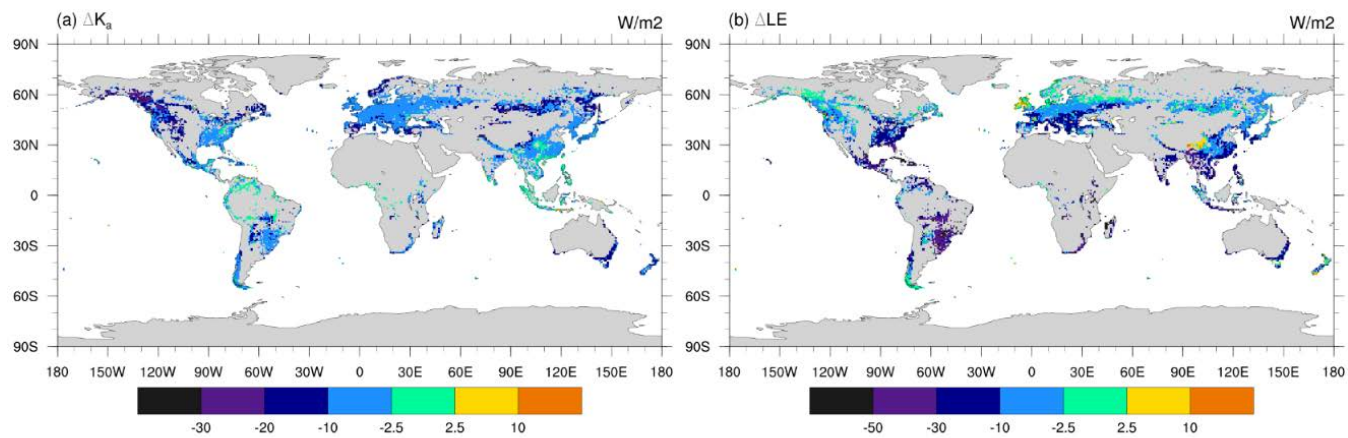 (a) ΔKₐ W/m2
90N
60N
30N
0
30S
60S
90S
180 150W 120W 90W 60W 30W 0 30E 60E 90E 120E 150E 180
-30 -20 -10 -2.5 2.5 10
(b) ΔLE W/m2
90N
60N
30N
0
30S
60S
90S
180 150W 120W 90W 60W 30W 0 30E 60E 90E 120E 150E 180
-50 -30 -10 -2.5 2.5 10